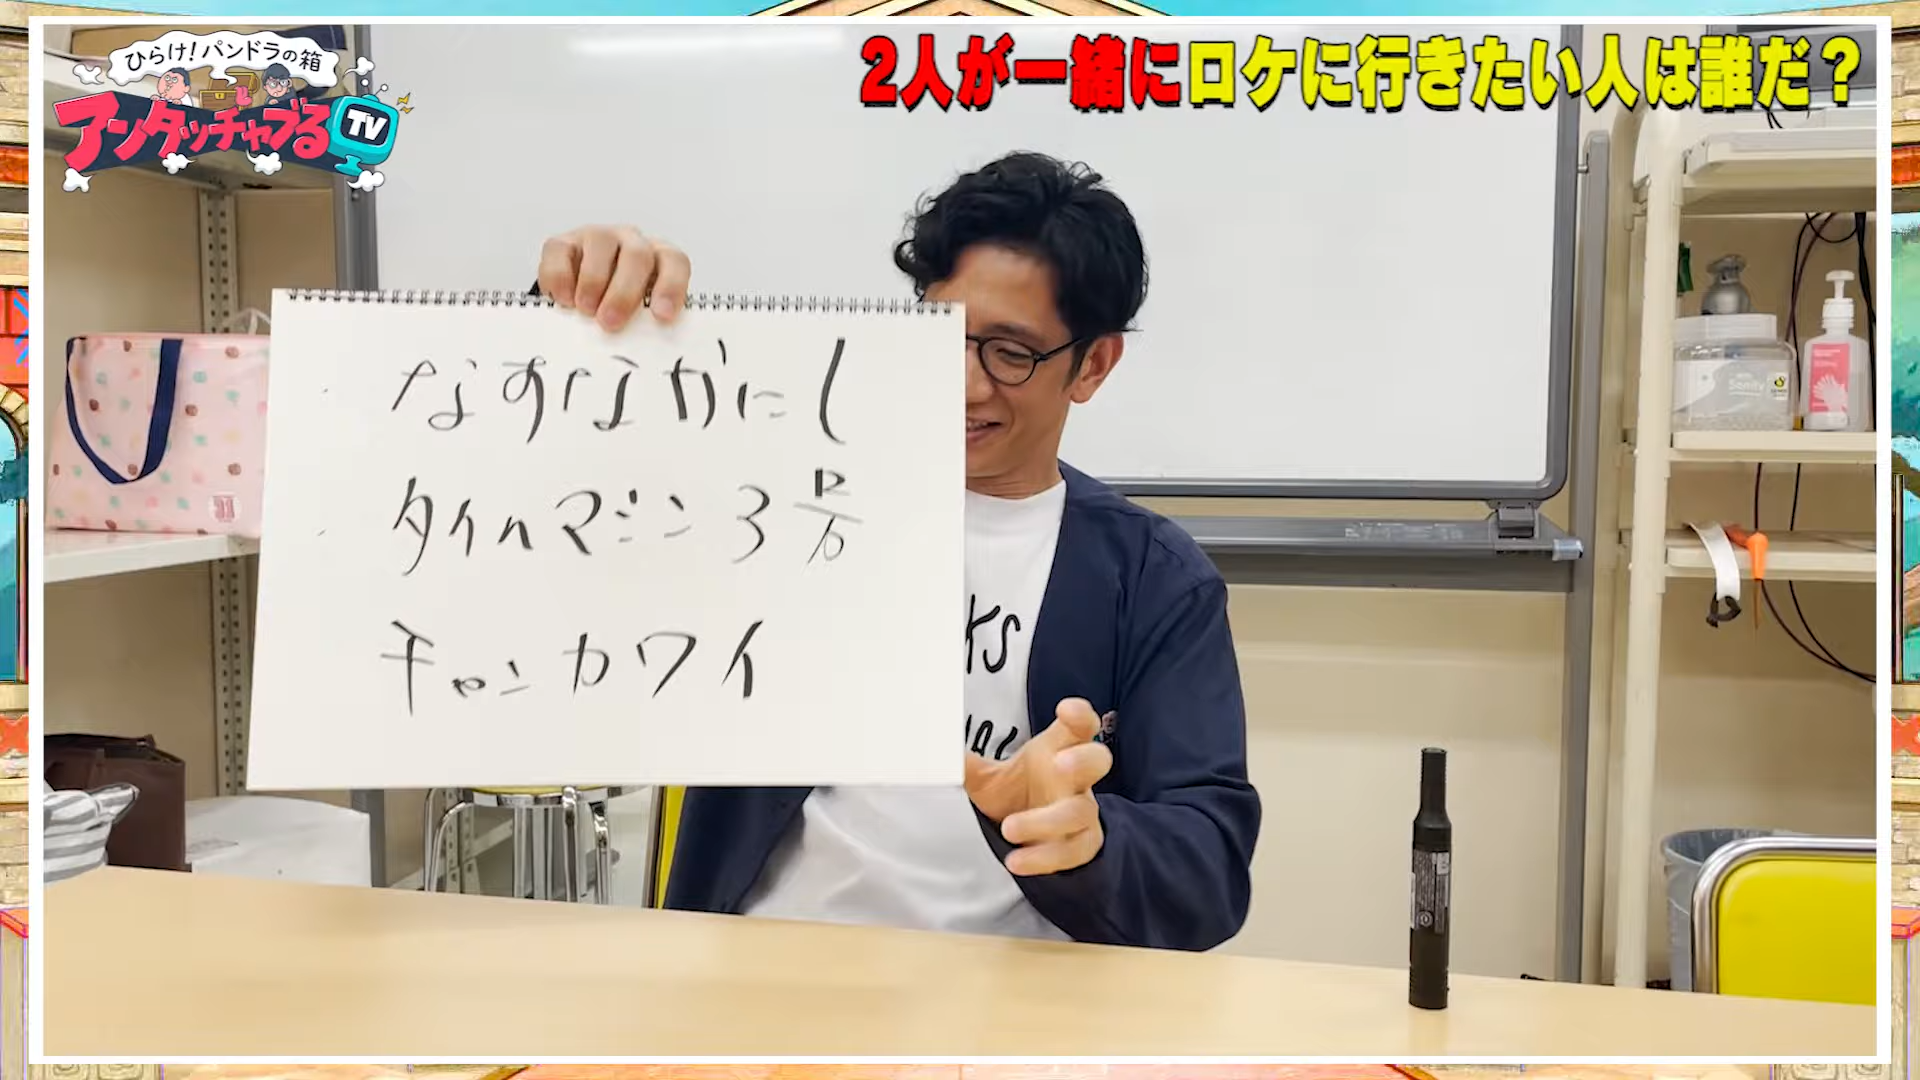 ひらけ!パンドラの箱
アンタッチャブるTV
2人が一緒にロケに行きたい人は誰だ?
なすなかにし
タイムマシン3号
チャンカワイ
Sanity
KS